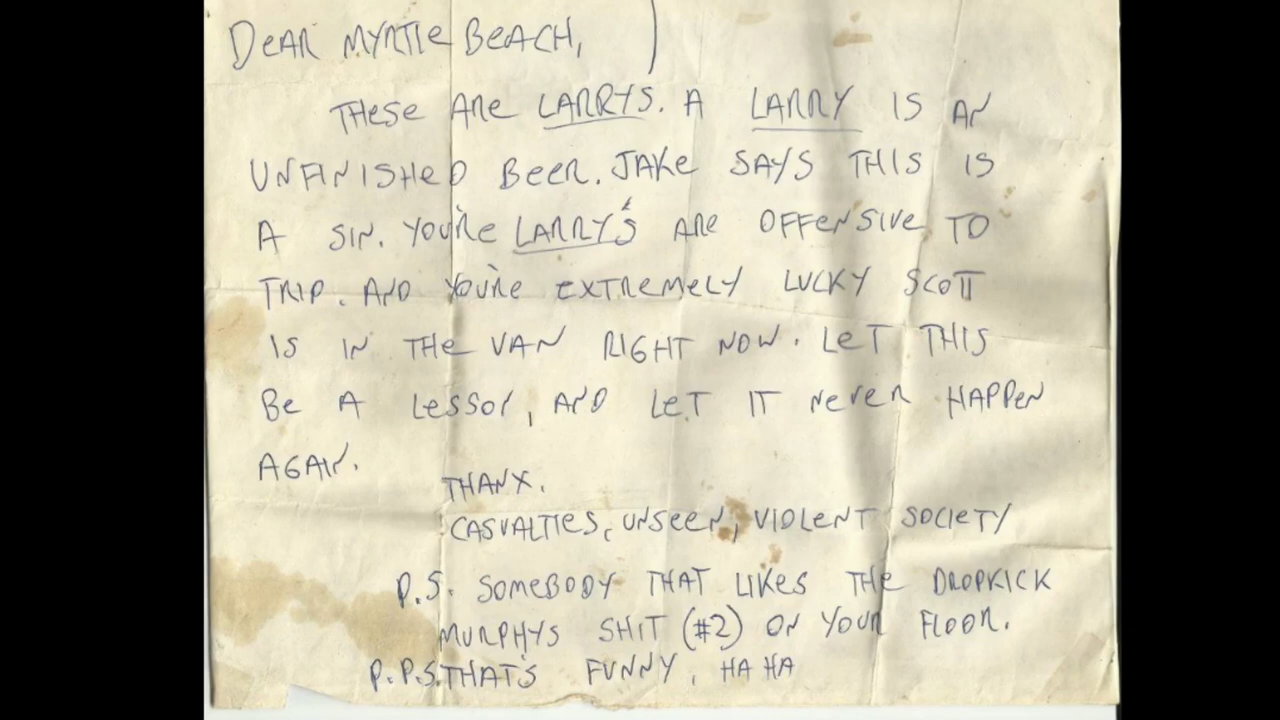 DEAR MYRTLE BEACH,
THESE ARE LARRYS. A LARRY IS AN
UNFINISHED BEER. JAKE SAYS THIS IS
A SIN. YOU'RE LARRY'S ARE OFFENSIVE TO
TRIP. AND YOU'RE EXTREMELY LUCKY SCOTT
IS IN THE VAN RIGHT NOW. LET THIS
BE A LESSON, AND LET IT NEVER HAPPEN
AGAIN.
THANX.
CASUALTIES, UNSEEN, VIOLENT SOCIETY
P.S. SOMEBODY THAT LIKES THE DROPKICK
MURPHYS SHIT (#2) ON YOUR FLOOR.
P.P.S. THAT'S FUNNY, HA HA